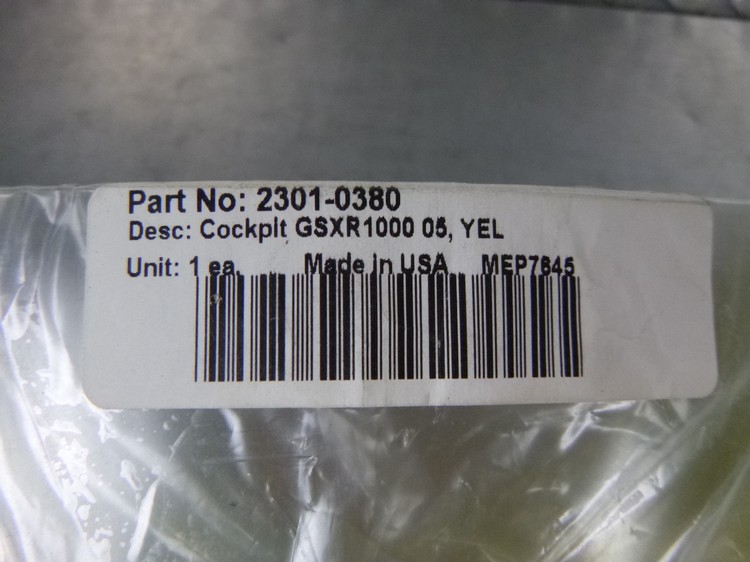 Part No: 2301-0380
Desc: Cockpit GSXR1000 05, YEL
Unit: 1 ea. Made in USA MEP7845